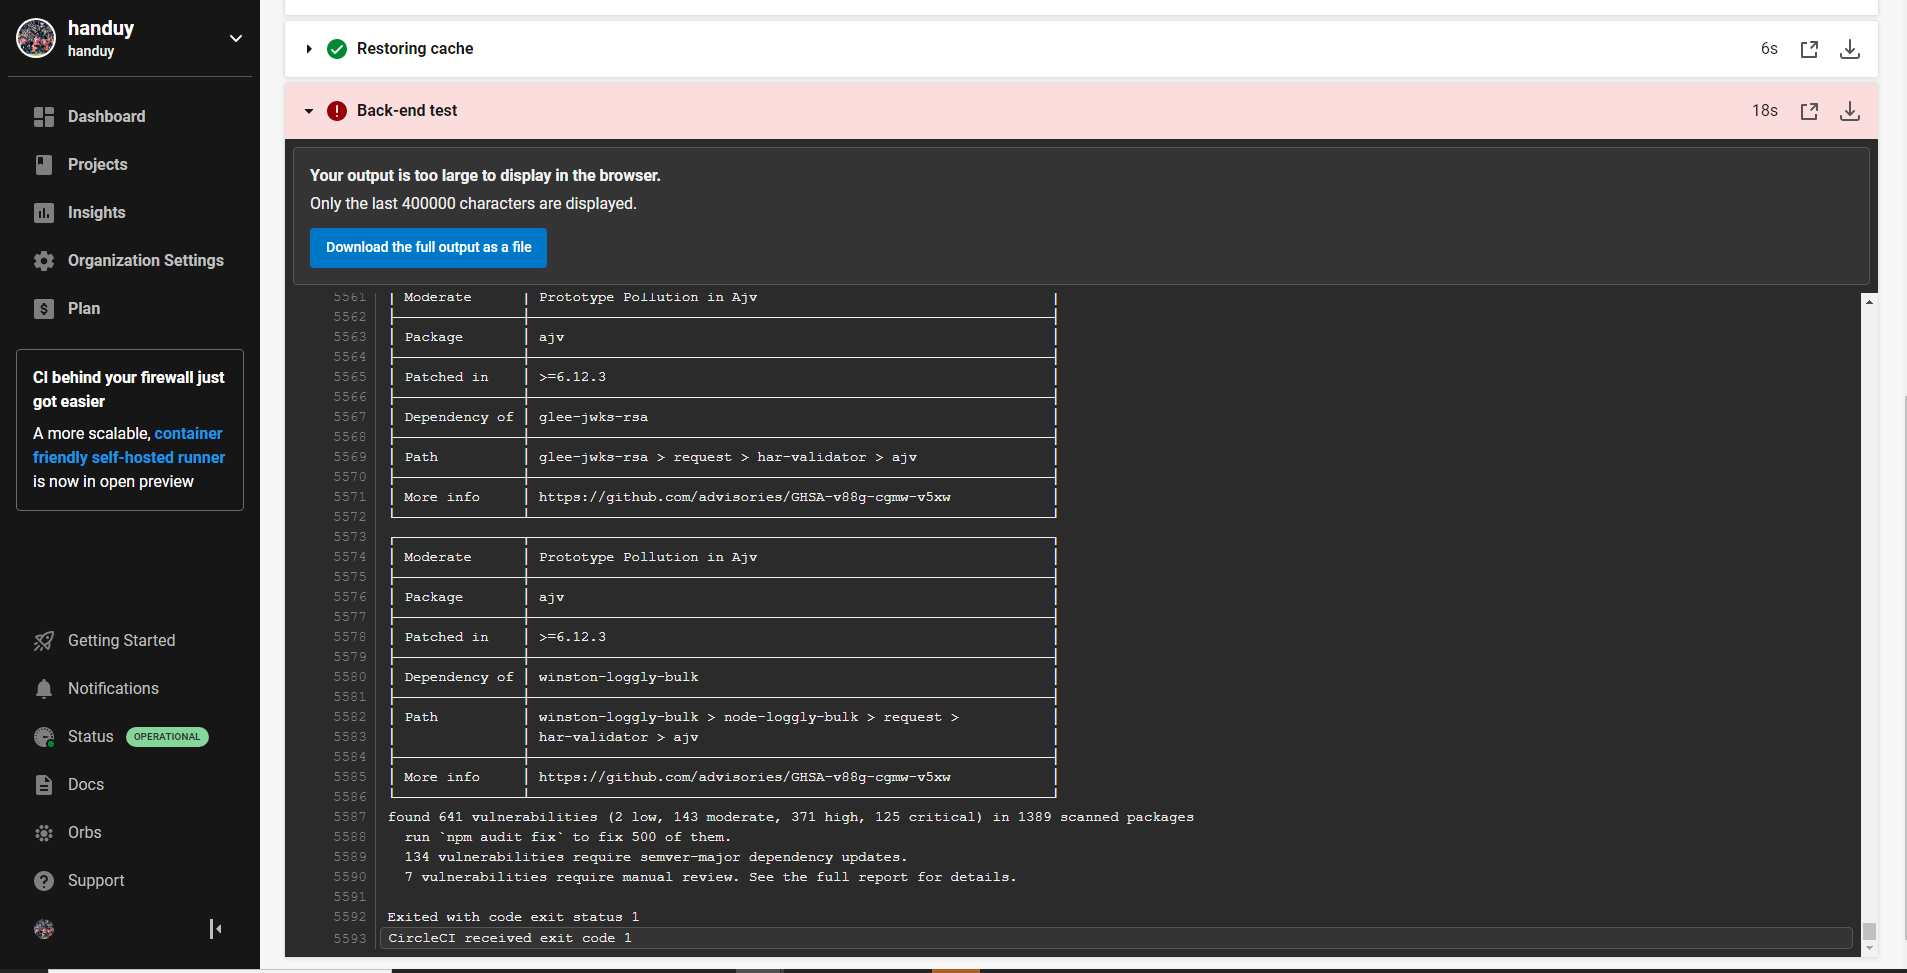 handuy
handuy
Dashboard
Projects
Insights
Organization Settings
Plan
CI behind your firewall just
got easier
A more scalable, container
friendly self-hosted runner
is now in open preview
Getting Started
Notifications
Status OPERATIONAL
Docs
Orbs
Support
Restoring cache 6s
Back-end test 18s
Your output is too large to display in the browser.
Only the last 400000 characters are displayed.
Download the full output as a file
5561 Moderate Prototype Pollution in Ajv
5562
5563 Package ajv
5564
5565 Patched in >=6.12.3
5566
5567 Dependency of glee-jwks-rsa
5568
5569 Path glee-jwks-rsa > request > har-validator > ajv
5570
5571 More info https://github.com/advisories/GHSA-v88g-cgmw-v5xw
5572
5573
5574 Moderate Prototype Pollution in Ajv
5575
5576 Package ajv
5577
5578 Patched in >=6.12.3
5579
5580 Dependency of winston-loggly-bulk
5581
5582 Path winston-loggly-bulk > node-loggly-bulk > request >
5583 har-validator > ajv
5584
5585 More info https://github.com/advisories/GHSA-v88g-cgmw-v5xw
5586
5587 found 641 vulnerabilities (2 low, 143 moderate, 371 high, 125 critical) in 1389 scanned packages
5588 run `npm audit fix` to fix 500 of them.
5589 134 vulnerabilities require semver-major dependency updates.
5590 7 vulnerabilities require manual review. See the full report for details.
5591
5592 Exited with code exit status 1
5593 CircleCI received exit code 1